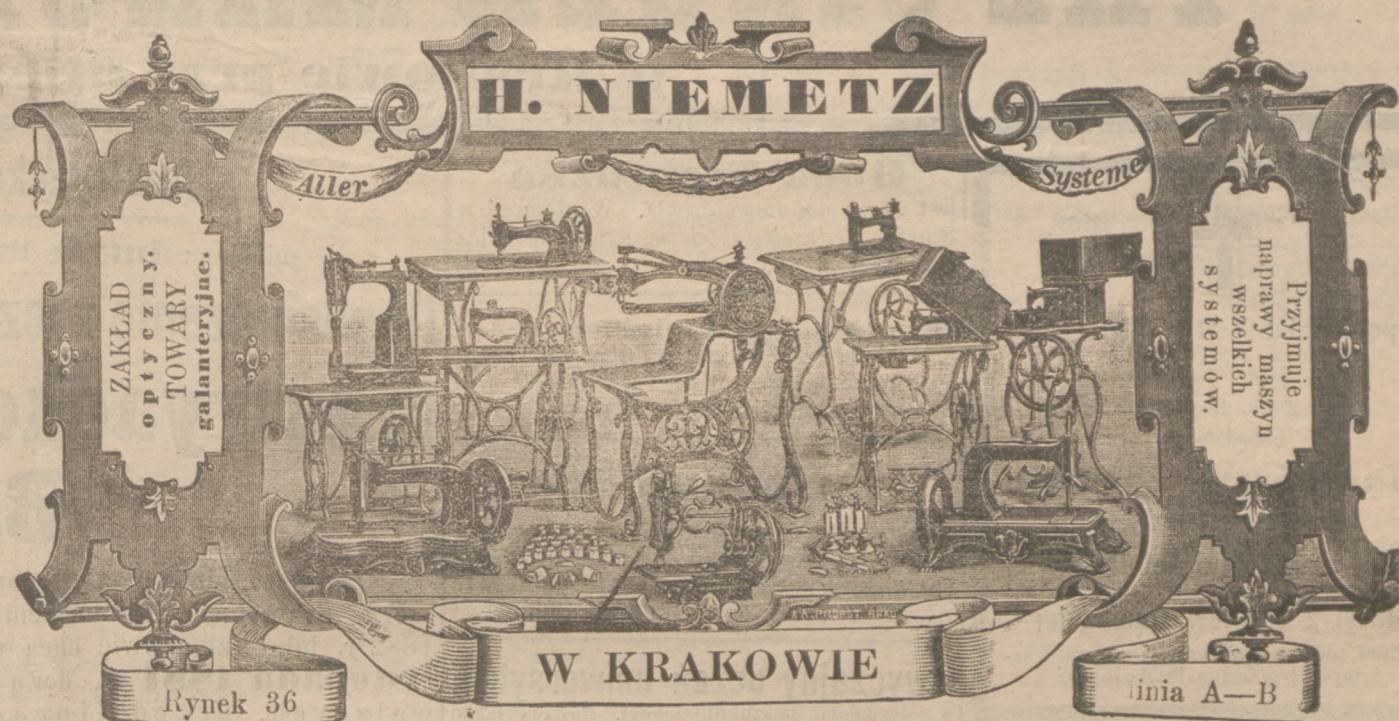 H. NIEMETZ
Aller
Systeme
ZAKŁAD
optyczny.
TOWARY
galanteryjne.
Przyjmuje
naprawy maszyn
wszelkich
systemów.
W KRAKOWIE
Rynek 36
linia A—B